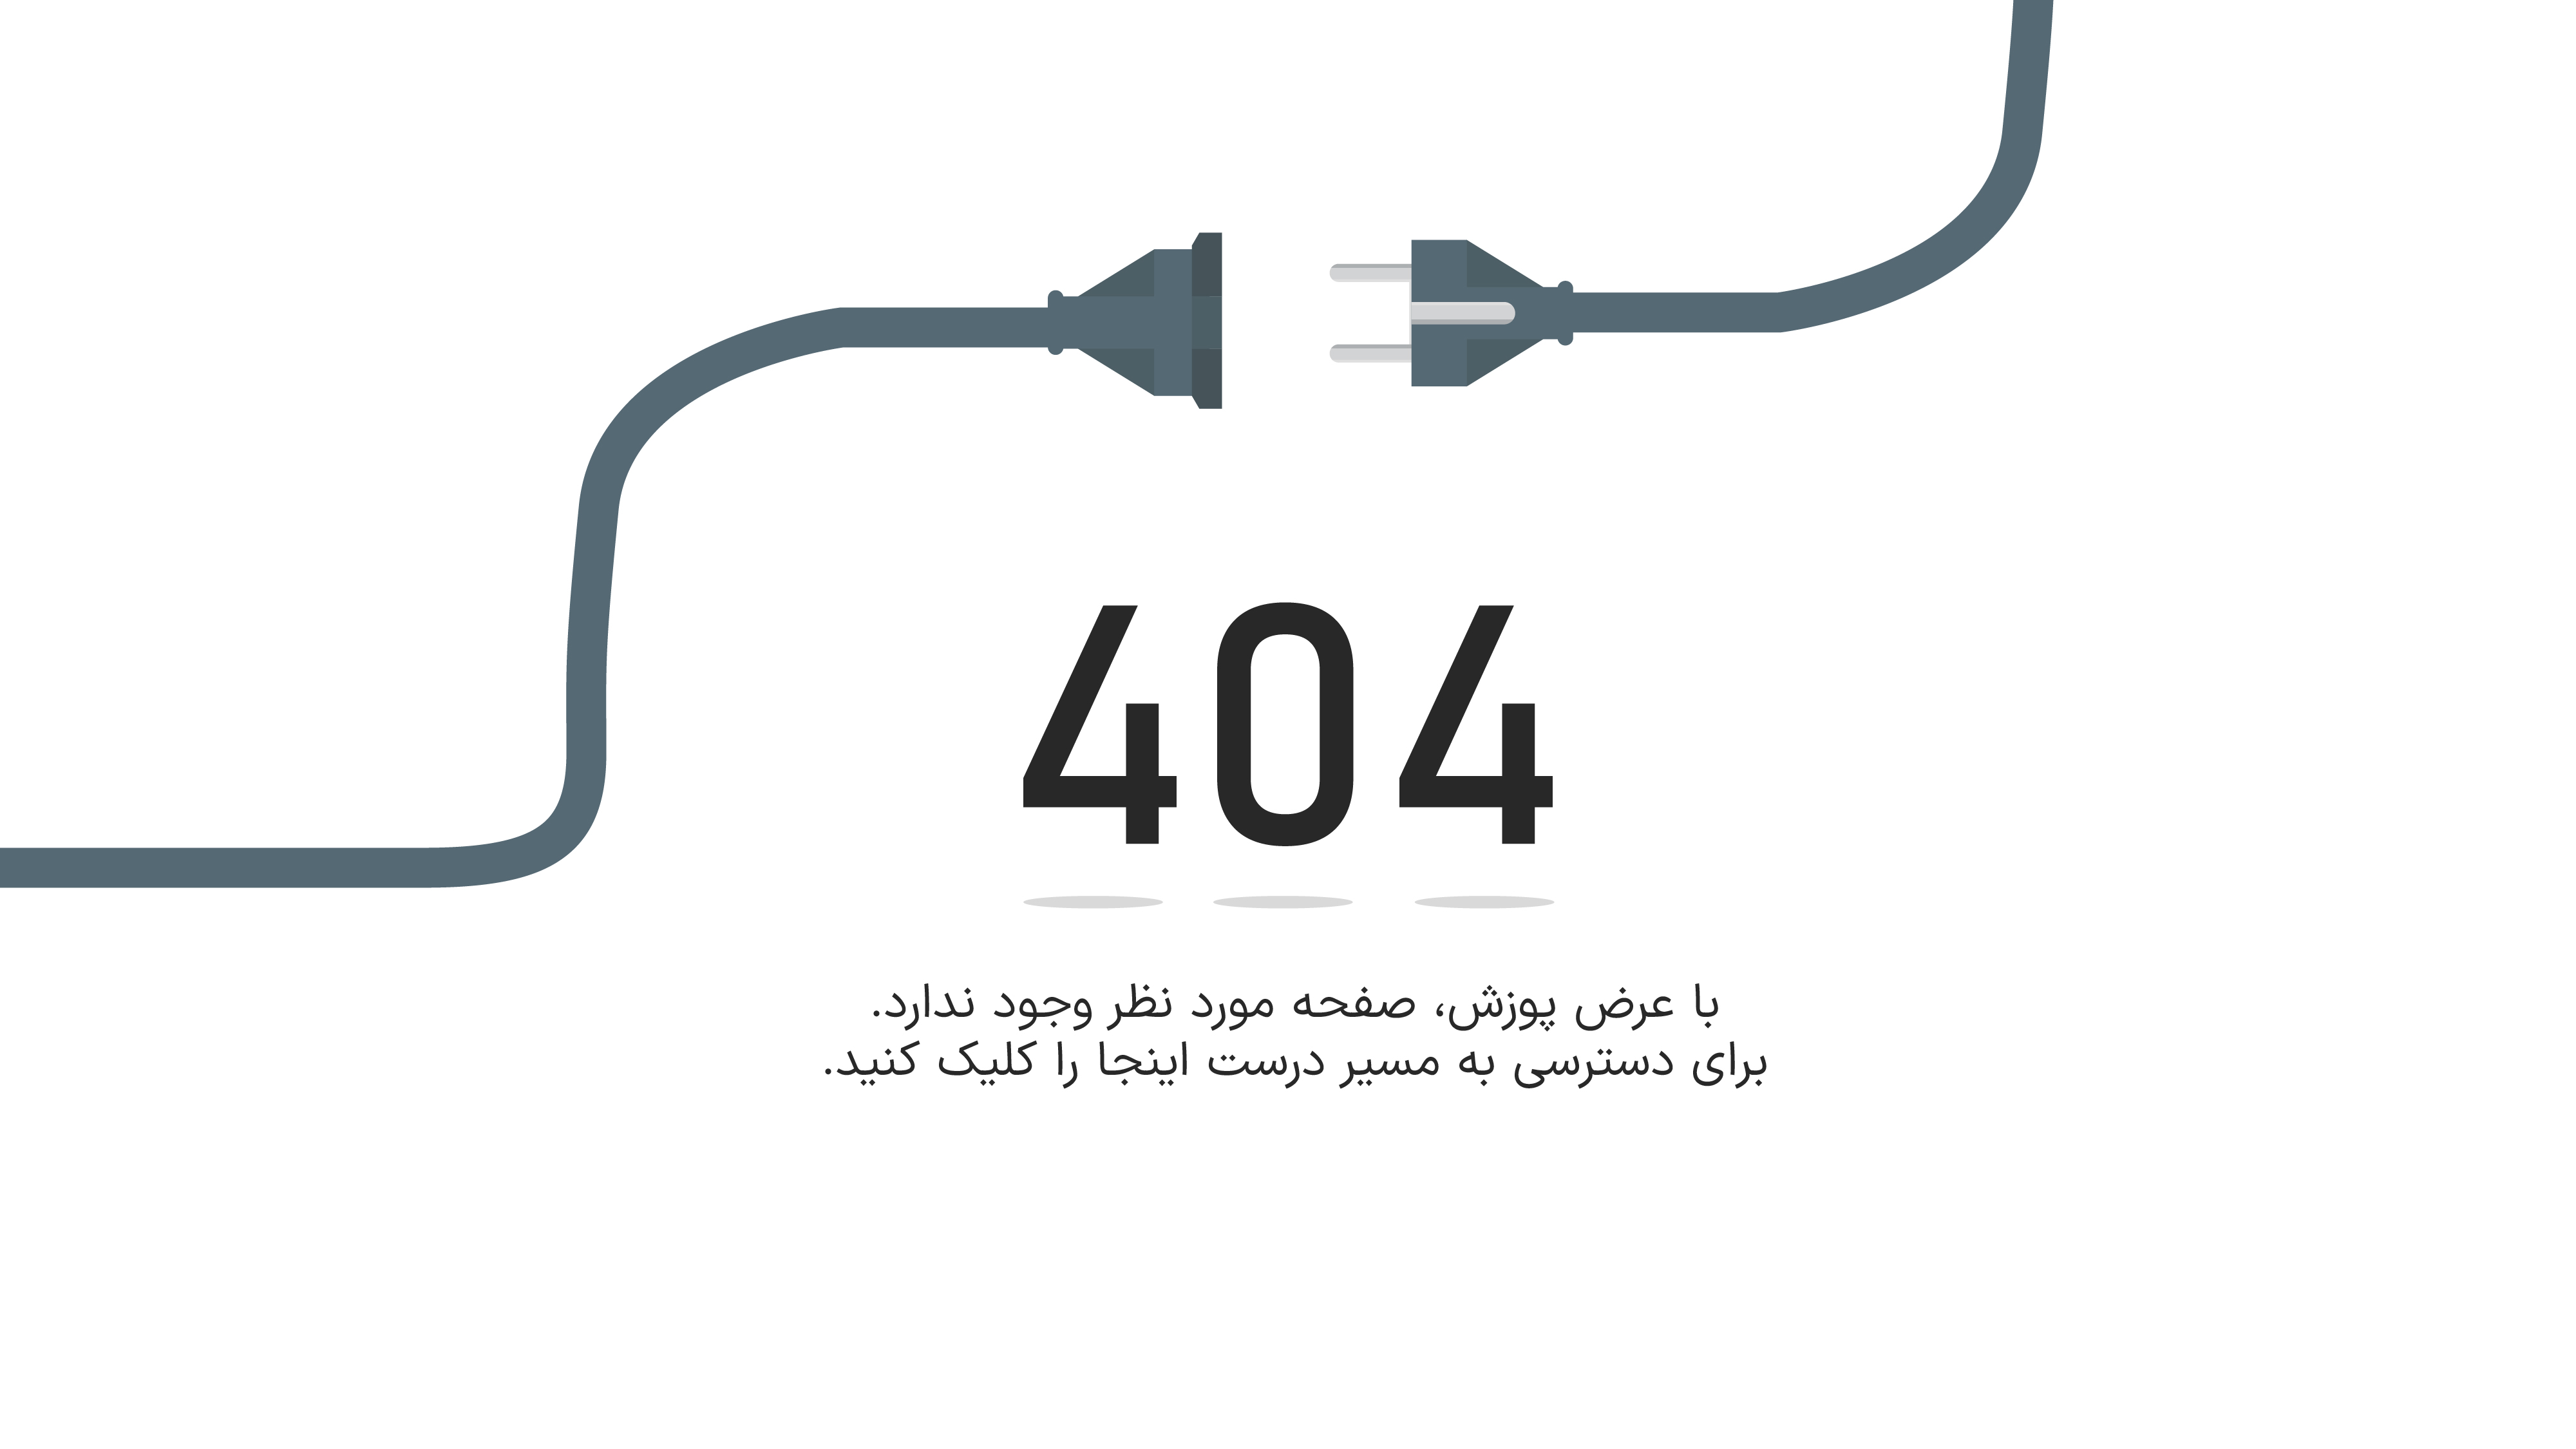 404
با عرض پوزش، صفحه مورد نظر وجود ندارد.
برای دسترسی به مسیر درست اینجا را کلیک کنید.